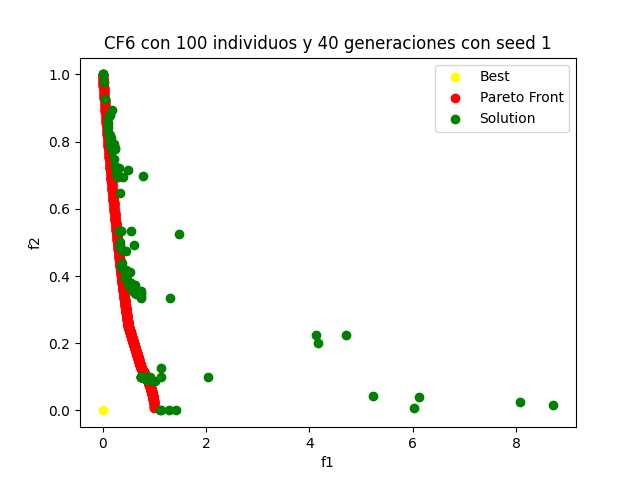 CF6 con 100 individuos y 40 generaciones con seed 1
Best
Pareto Front
Solution
1.0
0.8
0.6
0.4
0.2
0.0
f2
0
2
4
6
8
f1